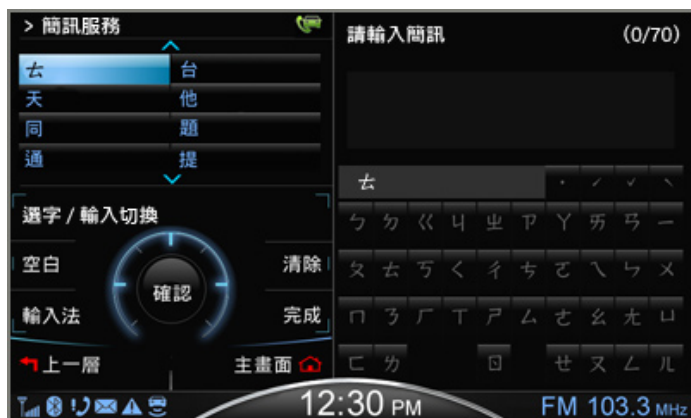 > 簡訊服務
ㄊ 台
天 他
同 題
通 提
選字 / 輸入切換
空白 清除
確認
輸入法 完成
上一層 主畫面
請輸入簡訊 (0/70)
ㄊ ˙ ˊ ˇ ˋ
ㄅ ㄉ ㄍ ㄐ ㄓ ㄗ ㄚ ㄞ ㄢ ㄧ
ㄆ ㄊ ㄎ ㄑ ㄔ ㄘ ㄛ ㄟ ㄣ ㄨ
ㄇ ㄋ ㄏ ㄒ ㄕ ㄙ ㄜ ㄠ ㄤ ㄩ
ㄈ ㄌ ㄖ ㄝ ㄡ ㄥ ㄦ
12:30 PM
FM 103.3 MHz